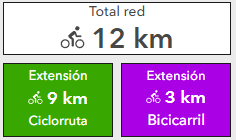 Total red
12 km
Extensión
9 km
Ciclorruta
Extensión
3 km
Bicicarril